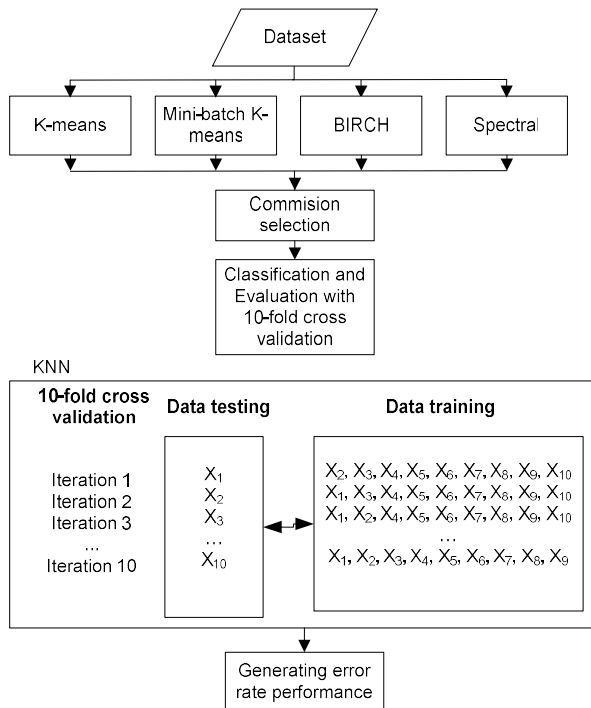 Dataset
K-means
Mini-batch K-
means
BIRCH
Spectral
Commision
selection
Classification and
Evaluation with
10-fold cross
validation
KNN
10-fold cross
validation
Data testing
Data training
Iteration 1
Iteration 2
Iteration 3
...
Iteration 10
X₁
X₂
X₃
...
X₁₀
X₂, X₃, X₄, X₅, X₆, X₇, X₈, X₉, X₁₀
X₁, X₃, X₄, X₅, X₆, X₇, X₈, X₉, X₁₀
X₁, X₂, X₄, X₅, X₆, X₇, X₈, X₉, X₁₀
...
X₁, X₂, X₃, X₄, X₅, X₆, X₇, X₈, X₉
Generating error
rate performance